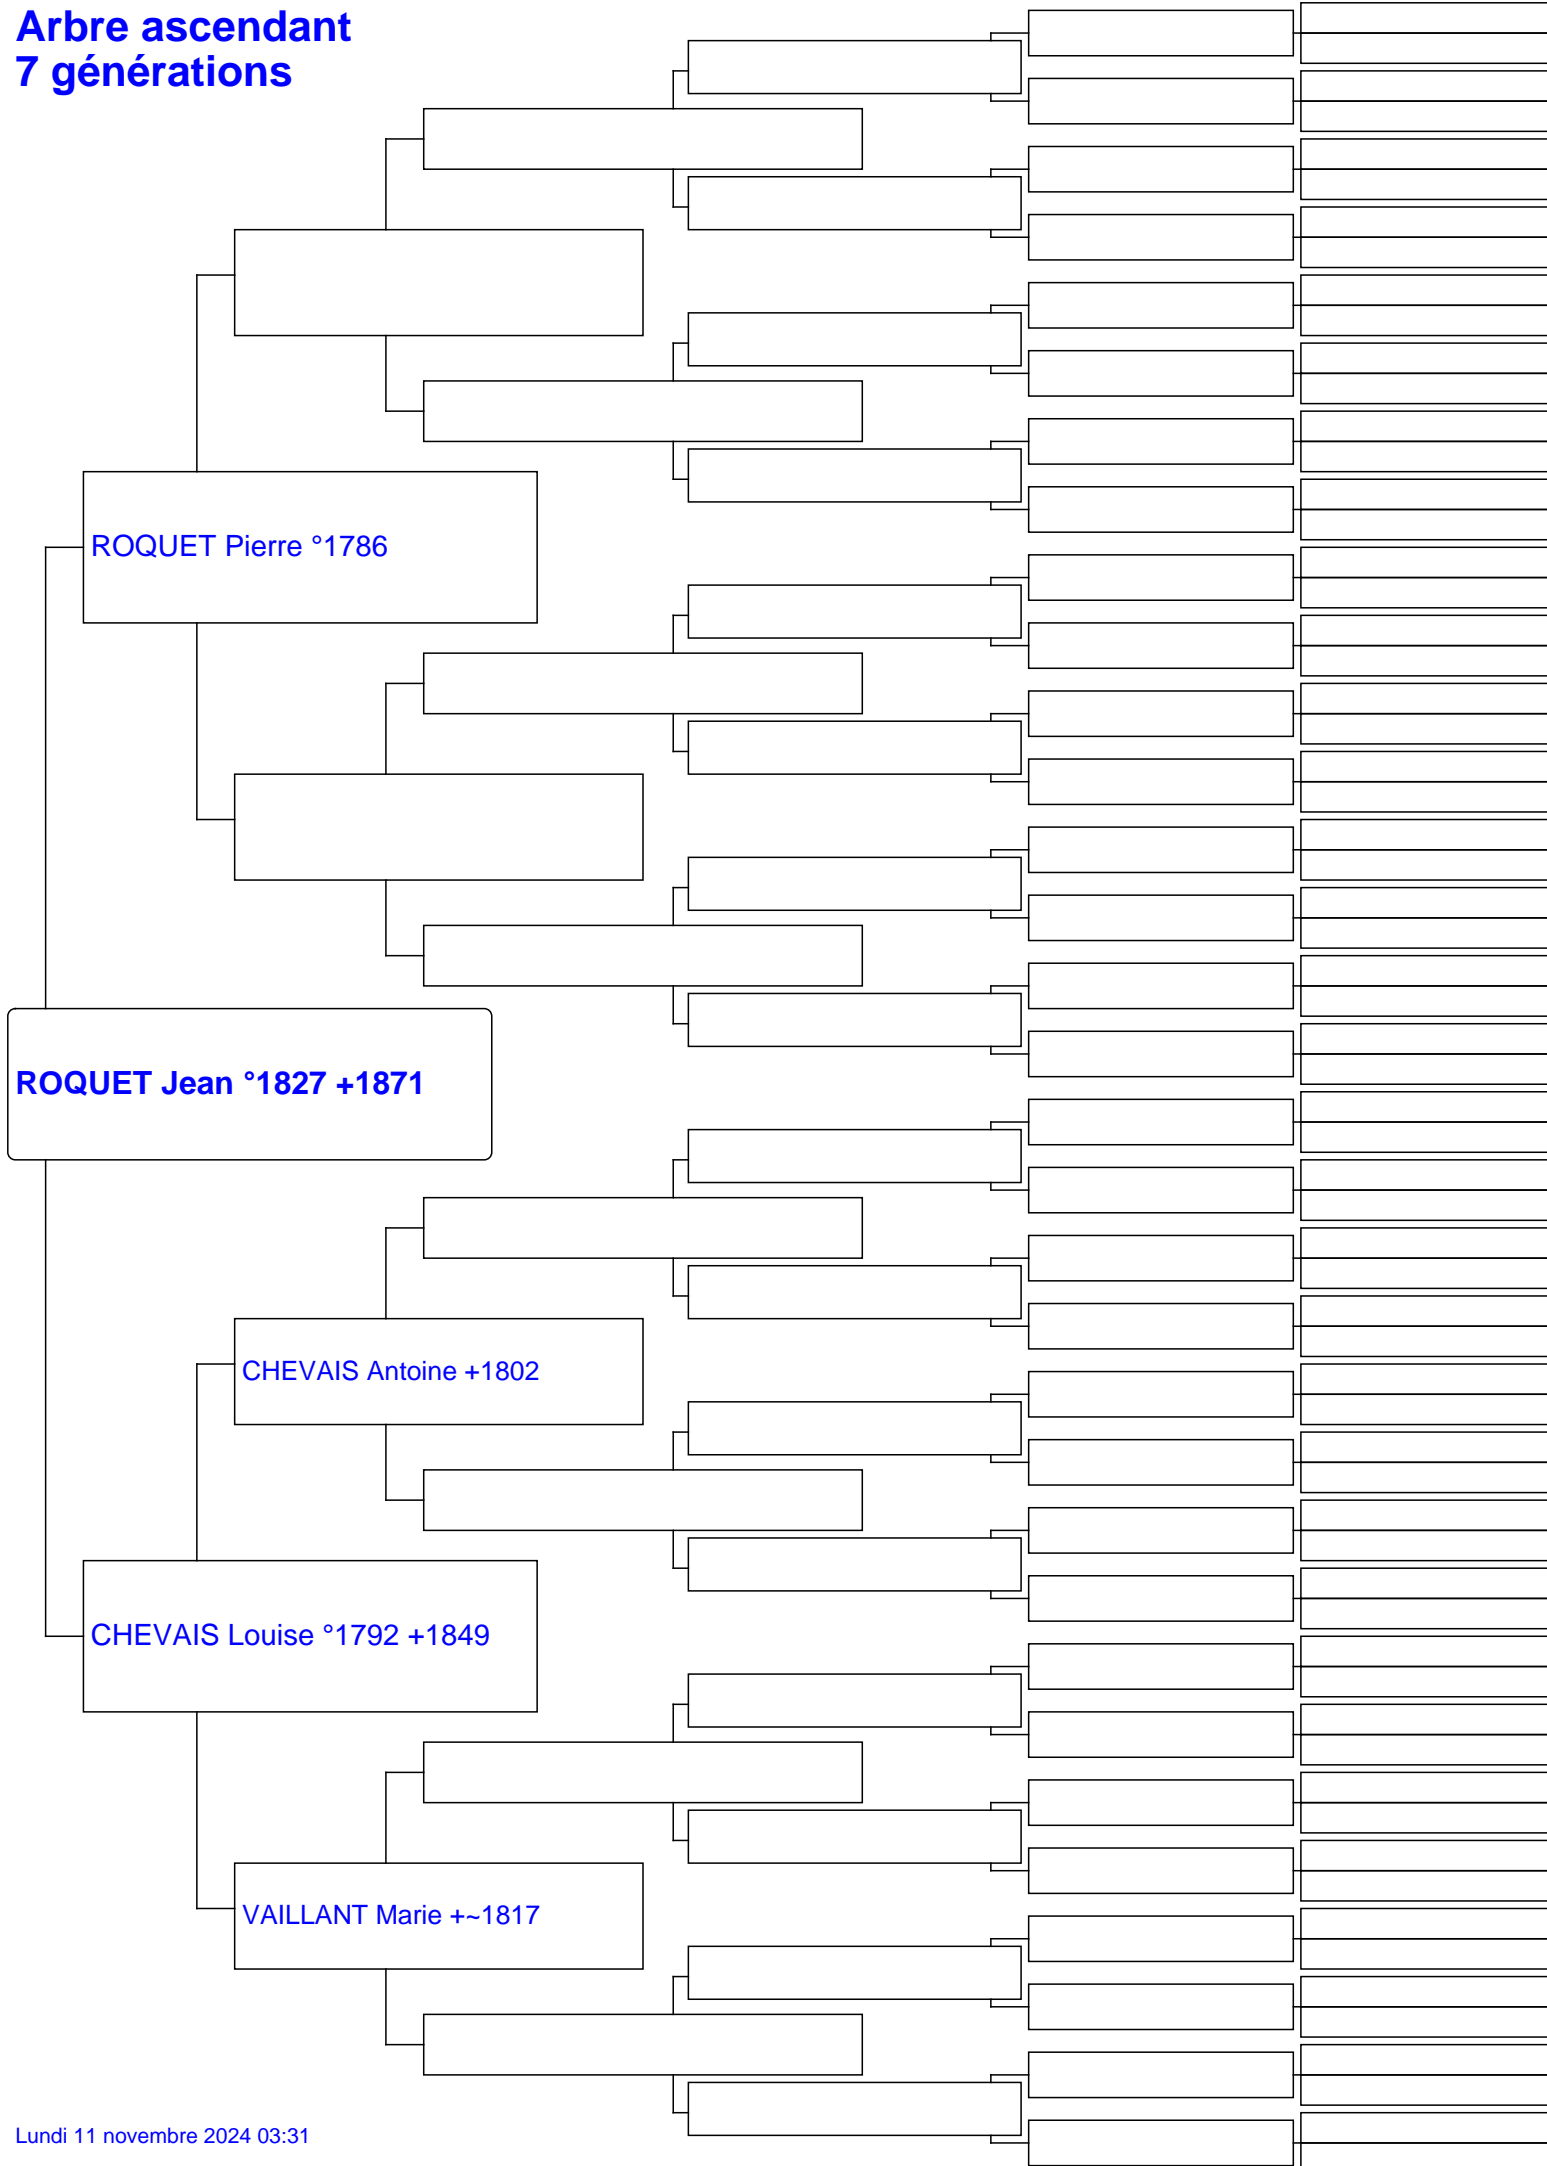 Arbre ascendant
7 générations
ROQUET Pierre °1786
ROQUET Jean °1827 +1871
CHEVAIS Antoine +1802
CHEVAIS Louise °1792 +1849
VAILLANT Marie +~1817
Lundi 11 novembre 2024 03:31